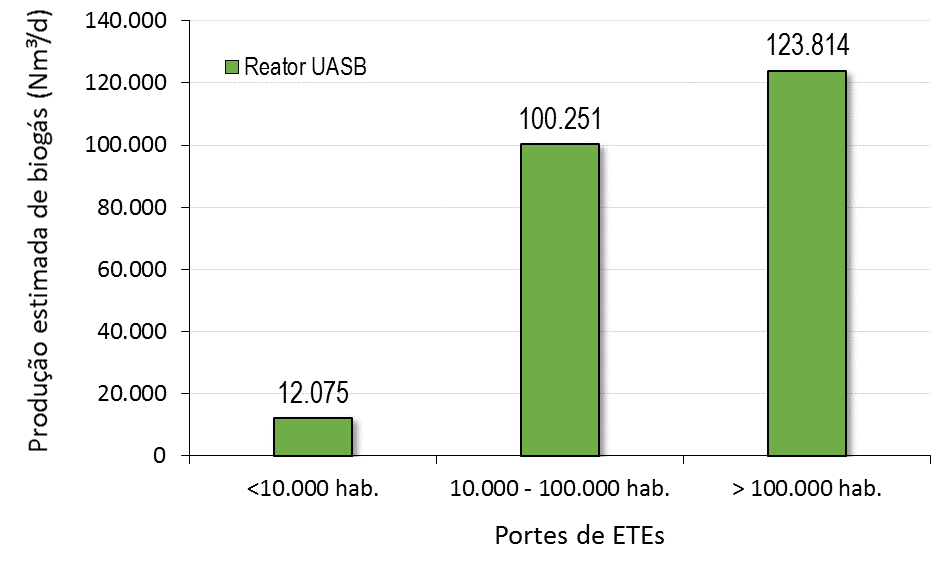 Produção estimada de biogás (Nm³/d)
140.000
120.000
100.000
80.000
60.000
40.000
20.000
0
Reator UASB
12.075
100.251
123.814
<10.000 hab.
10.000 - 100.000 hab.
> 100.000 hab.
Portes de ETEs